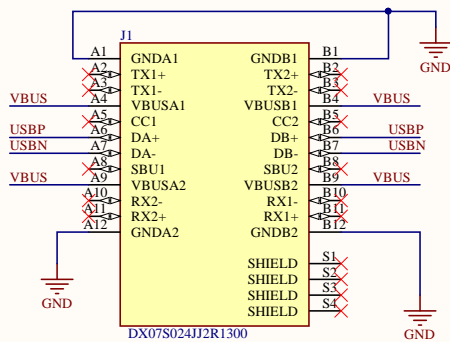 J1
A1 GNDA1 GNDB1 B1
A2 TX1+ TX2+ B2
A3 TX1- TX2- B3
VBUS A4 VBUSA1 VBUSB1 B4 VBUS
A5 CC1 CC2 B5
USBP A6 DA+ DB+ B6 USBP
USBN A7 DA- DB- B7 USBN
A8 SBU1 SBU2 B8
VBUS A9 VBUSA2 VBUSB2 B9 VBUS
A10 RX2- RX1- B10
A11 RX2+ RX1+ B11
A12 GNDA2 GNDB2 B12
GND
SHIELD S1
SHIELD S2
SHIELD S3
SHIELD S4
GND
GND
DX07S024JJ2R1300